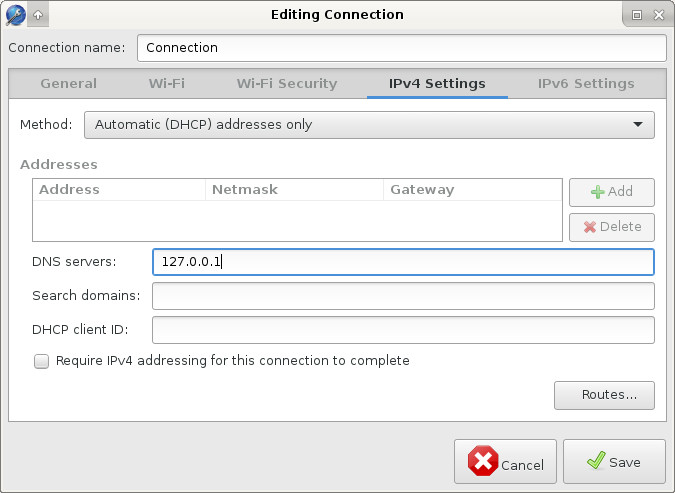 Editing Connection
Connection name: Connection
General Wi-Fi Wi-Fi Security IPv4 Settings IPv6 Settings
Method: Automatic (DHCP) addresses only
Addresses
Address Netmask Gateway
Add
Delete
DNS servers: 127.0.0.1
Search domains:
DHCP client ID:
Require IPv4 addressing for this connection to complete
Routes...
Cancel Save